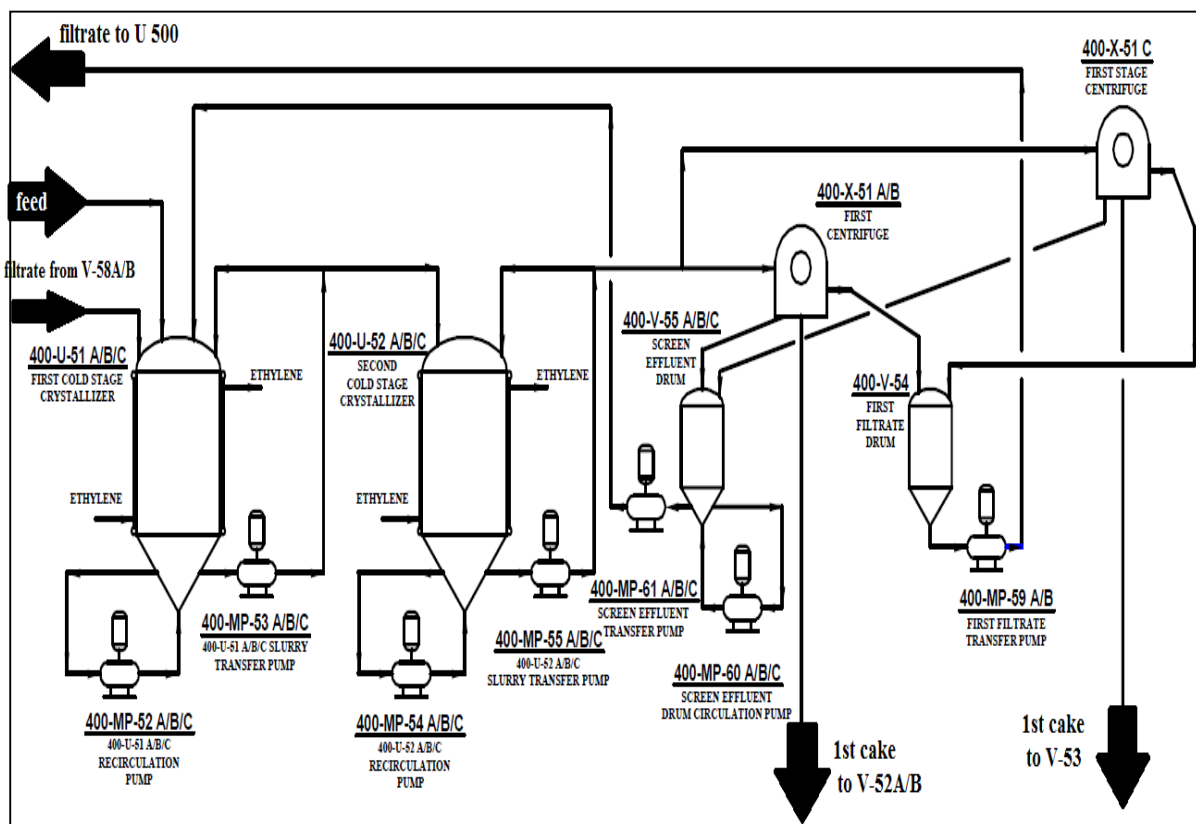 filtrate to U 500
400-X-51 C
FIRST STAGE
CENTRIFUGE
feed
400-X-51 A/B
FIRST
CENTRIFUGE
filtrate from V-58A/B
400-U-51 A/B/C
FIRST COLD STAGE
CRYSTALLIZER
ETHYLENE
400-U-52 A/B/C
SECOND
COLD STAGE
CRYSTALLIZER
ETHYLENE
400-V-55 A/B/C
SCREEN
EFFLUENT
DRUM
400-V-54
FIRST
FILTRATE
DRUM
ETHYLENE
ETHYLENE
400-MP-53 A/B/C
400-U-51 A/B/C SLURRY
TRANSFER PUMP
400-MP-55 A/B/C
400-U-52 A/B/C
SLURRY TRANSFER PUMP
400-MP-61 A/B/C
SCREEN EFFLUENT
TRANSFER PUMP
400-MP-59 A/B
FIRST FILTRATE
TRANSFER PUMP
400-MP-60 A/B/C
SCREEN EFFLUENT
DRUM CIRCULATION PUMP
400-MP-52 A/B/C
400-U-51 A/B/C
RECIRCULATION
PUMP
400-MP-54 A/B/C
400-U-52 A/B/C
RECIRCULATION
PUMP
1st cake
to V-52A/B
1st cake
to V-53